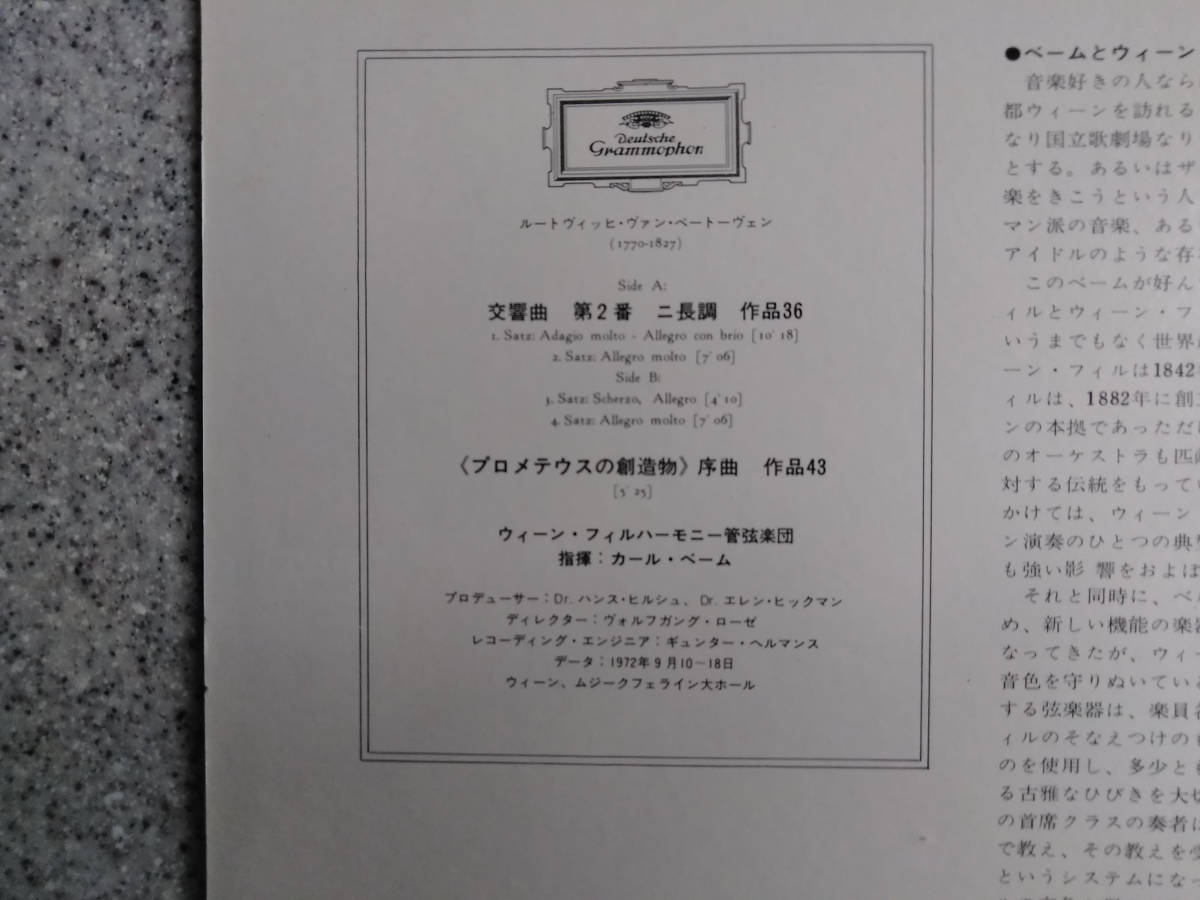 Deutsche
Grammophon
ルートヴィッヒ・ヴァン・ベートーヴェン
(1770-1827)
Side A:
交響曲 第2番 ニ長調 作品36
1. Satz: Adagio molto - Allegro con brio [10' 18]
2. Satz: Allegro molto [7' 06]
Side B:
3. Satz: Scherzo, Allegro [4' 10]
4. Satz: Allegro molto [7' 06]
《プロメテウスの創造物》序曲 作品43
[5' 25]
ウィーン・フィルハーモニー管弦楽団
指揮：カール・ベーム
プロデューサー：Dr. ハンス・ヒルシュ、Dr. エレン・ヒックマン
ディレクター：ヴォルフガング・ローゼ
レコーディング・エンジニア：ギュンター・ヘルマンス
データ：1972年9月10〜18日
ウィーン、ムジークフェライン大ホール
●ベームとウィーン
音楽好きの人なら
都ウィーンを訪れる
なり国立歌劇場なり
とする。あるいはザ
楽をきこうという人
マン派の音楽、ある
アイドルのような存
このベームが好ん
ィルとウィーン・フ
いうまでもなく世界
ーン・フィルは1842
ィルは、1882年に創
ンの本拠であっただけ
のオーケストラも匹
対する伝統をもって
かけては、ウィーン
ン演奏のひとつの典
も強い影 響をおよぼ
それと同時に、ベ
め、新しい機能の楽
なってきたが、ウィ
音色を守りぬいている
する弦楽器は、楽員
ィルのそなえつけの
のを使用し、多少とも
る古雅なひびきを大
の首席クラスの奏者に
で教え、その教えを
というシステムになっ